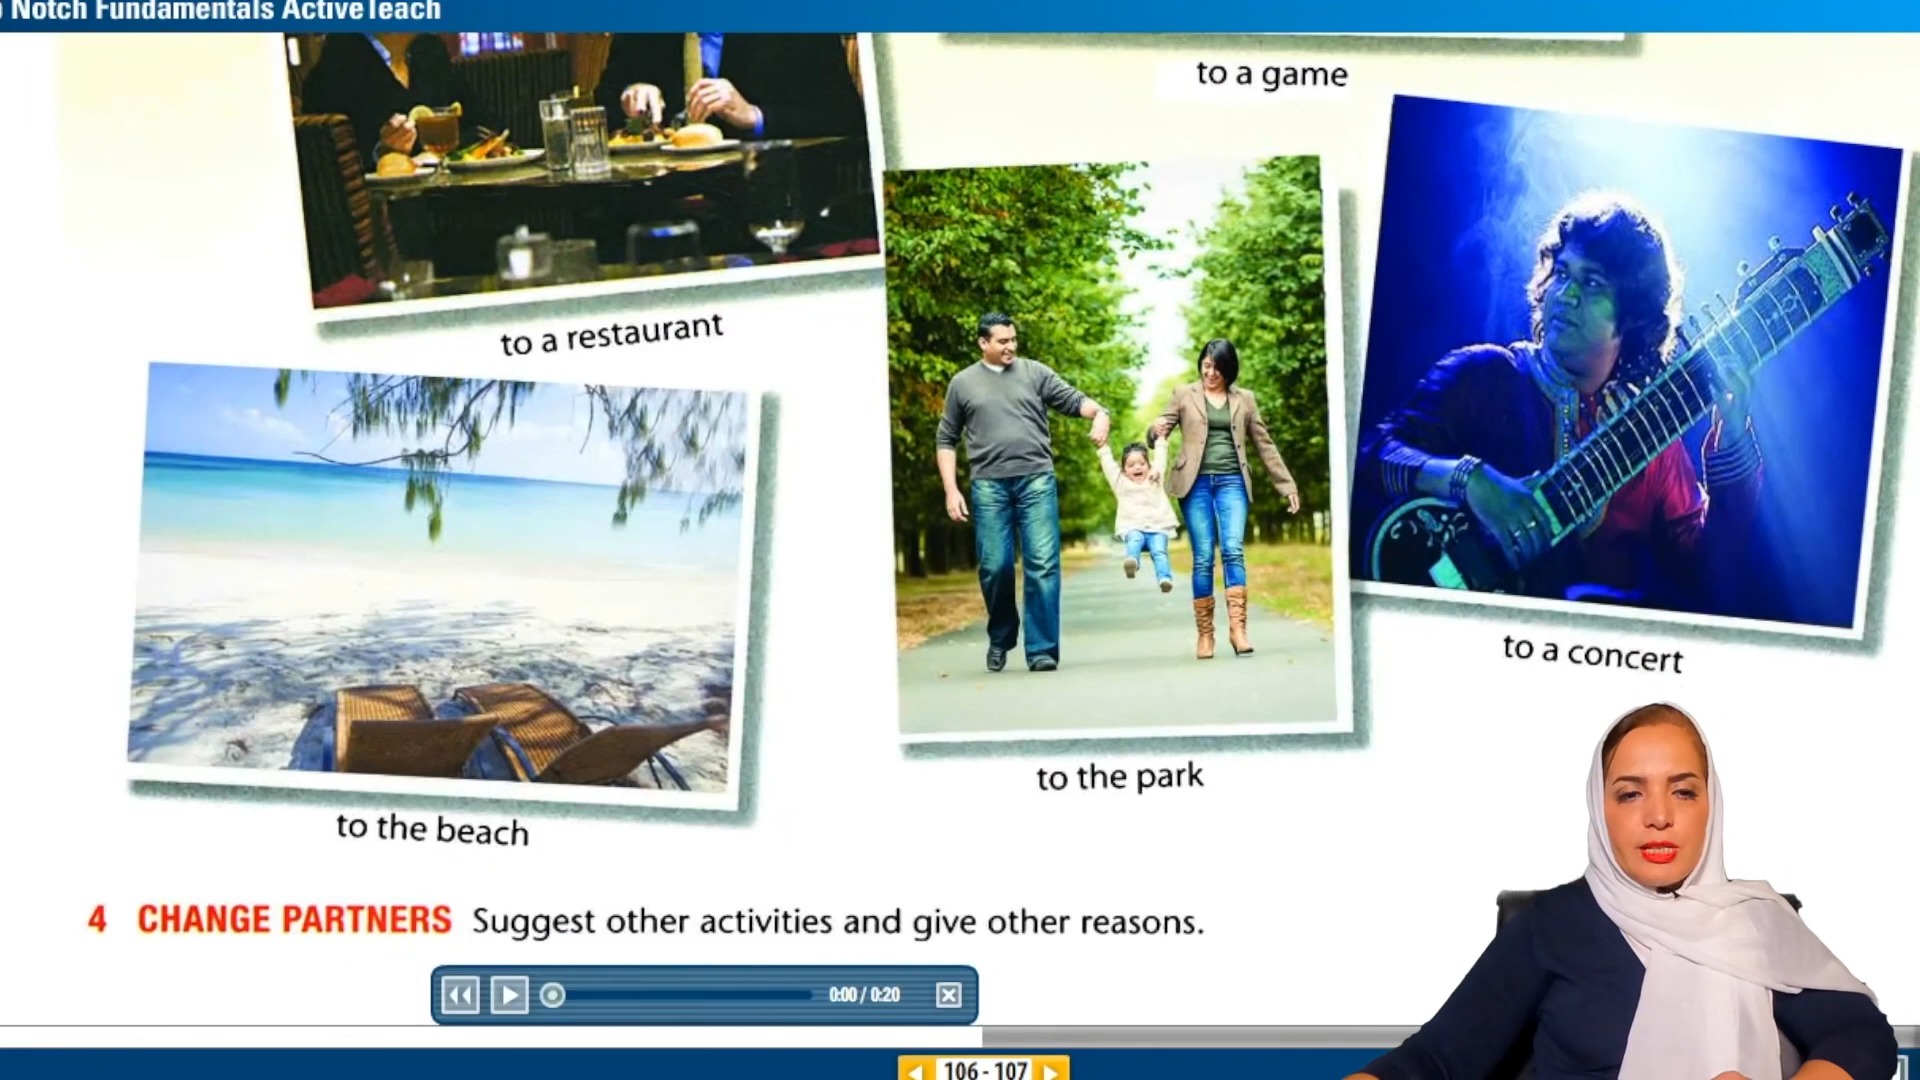 Notch Fundamentals ActiveTeach
to a game
to a restaurant
to a concert
to the park
to the beach
4 CHANGE PARTNERS Suggest other activities and give other reasons.
0:00 / 0:20
106 - 107